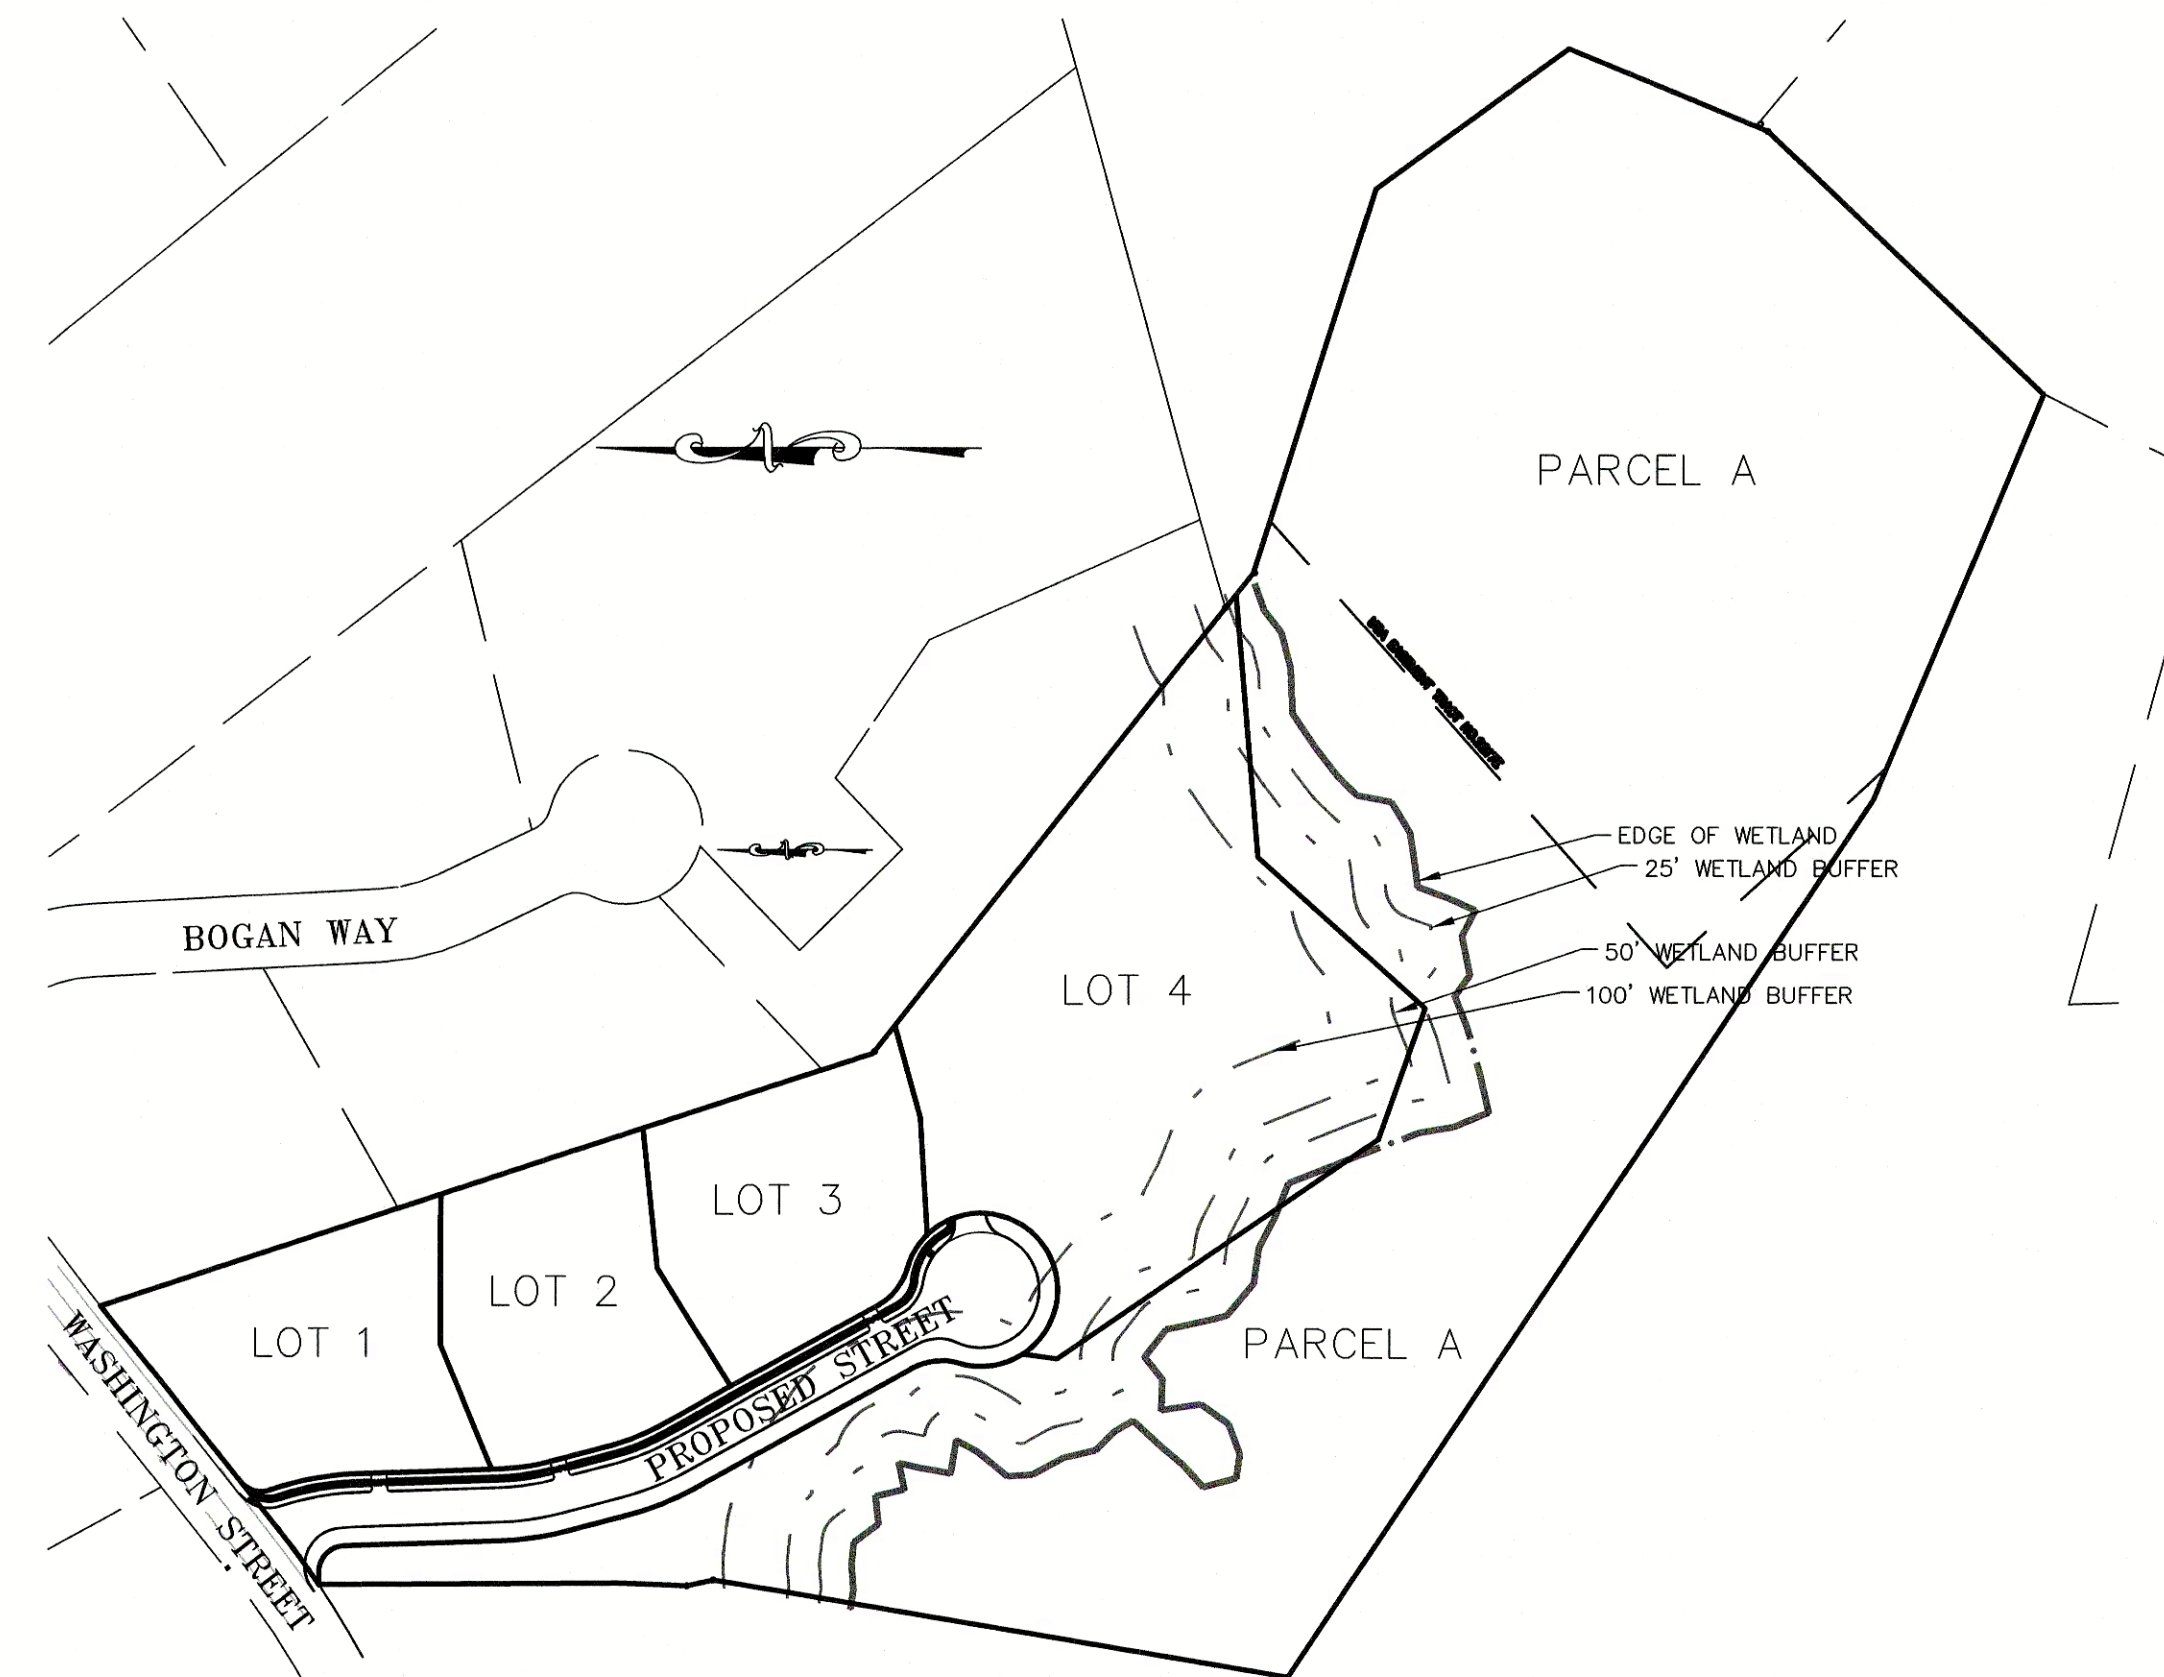 PARCEL A
EDGE OF WETLAND
25' WETLAND BUFFER
50' WETLAND BUFFER
100' WETLAND BUFFER
BOGAN WAY
LOT 4
LOT 3
LOT 2
LOT 1
PARCEL A
PROPOSED STREET
WASHINGTON STREET